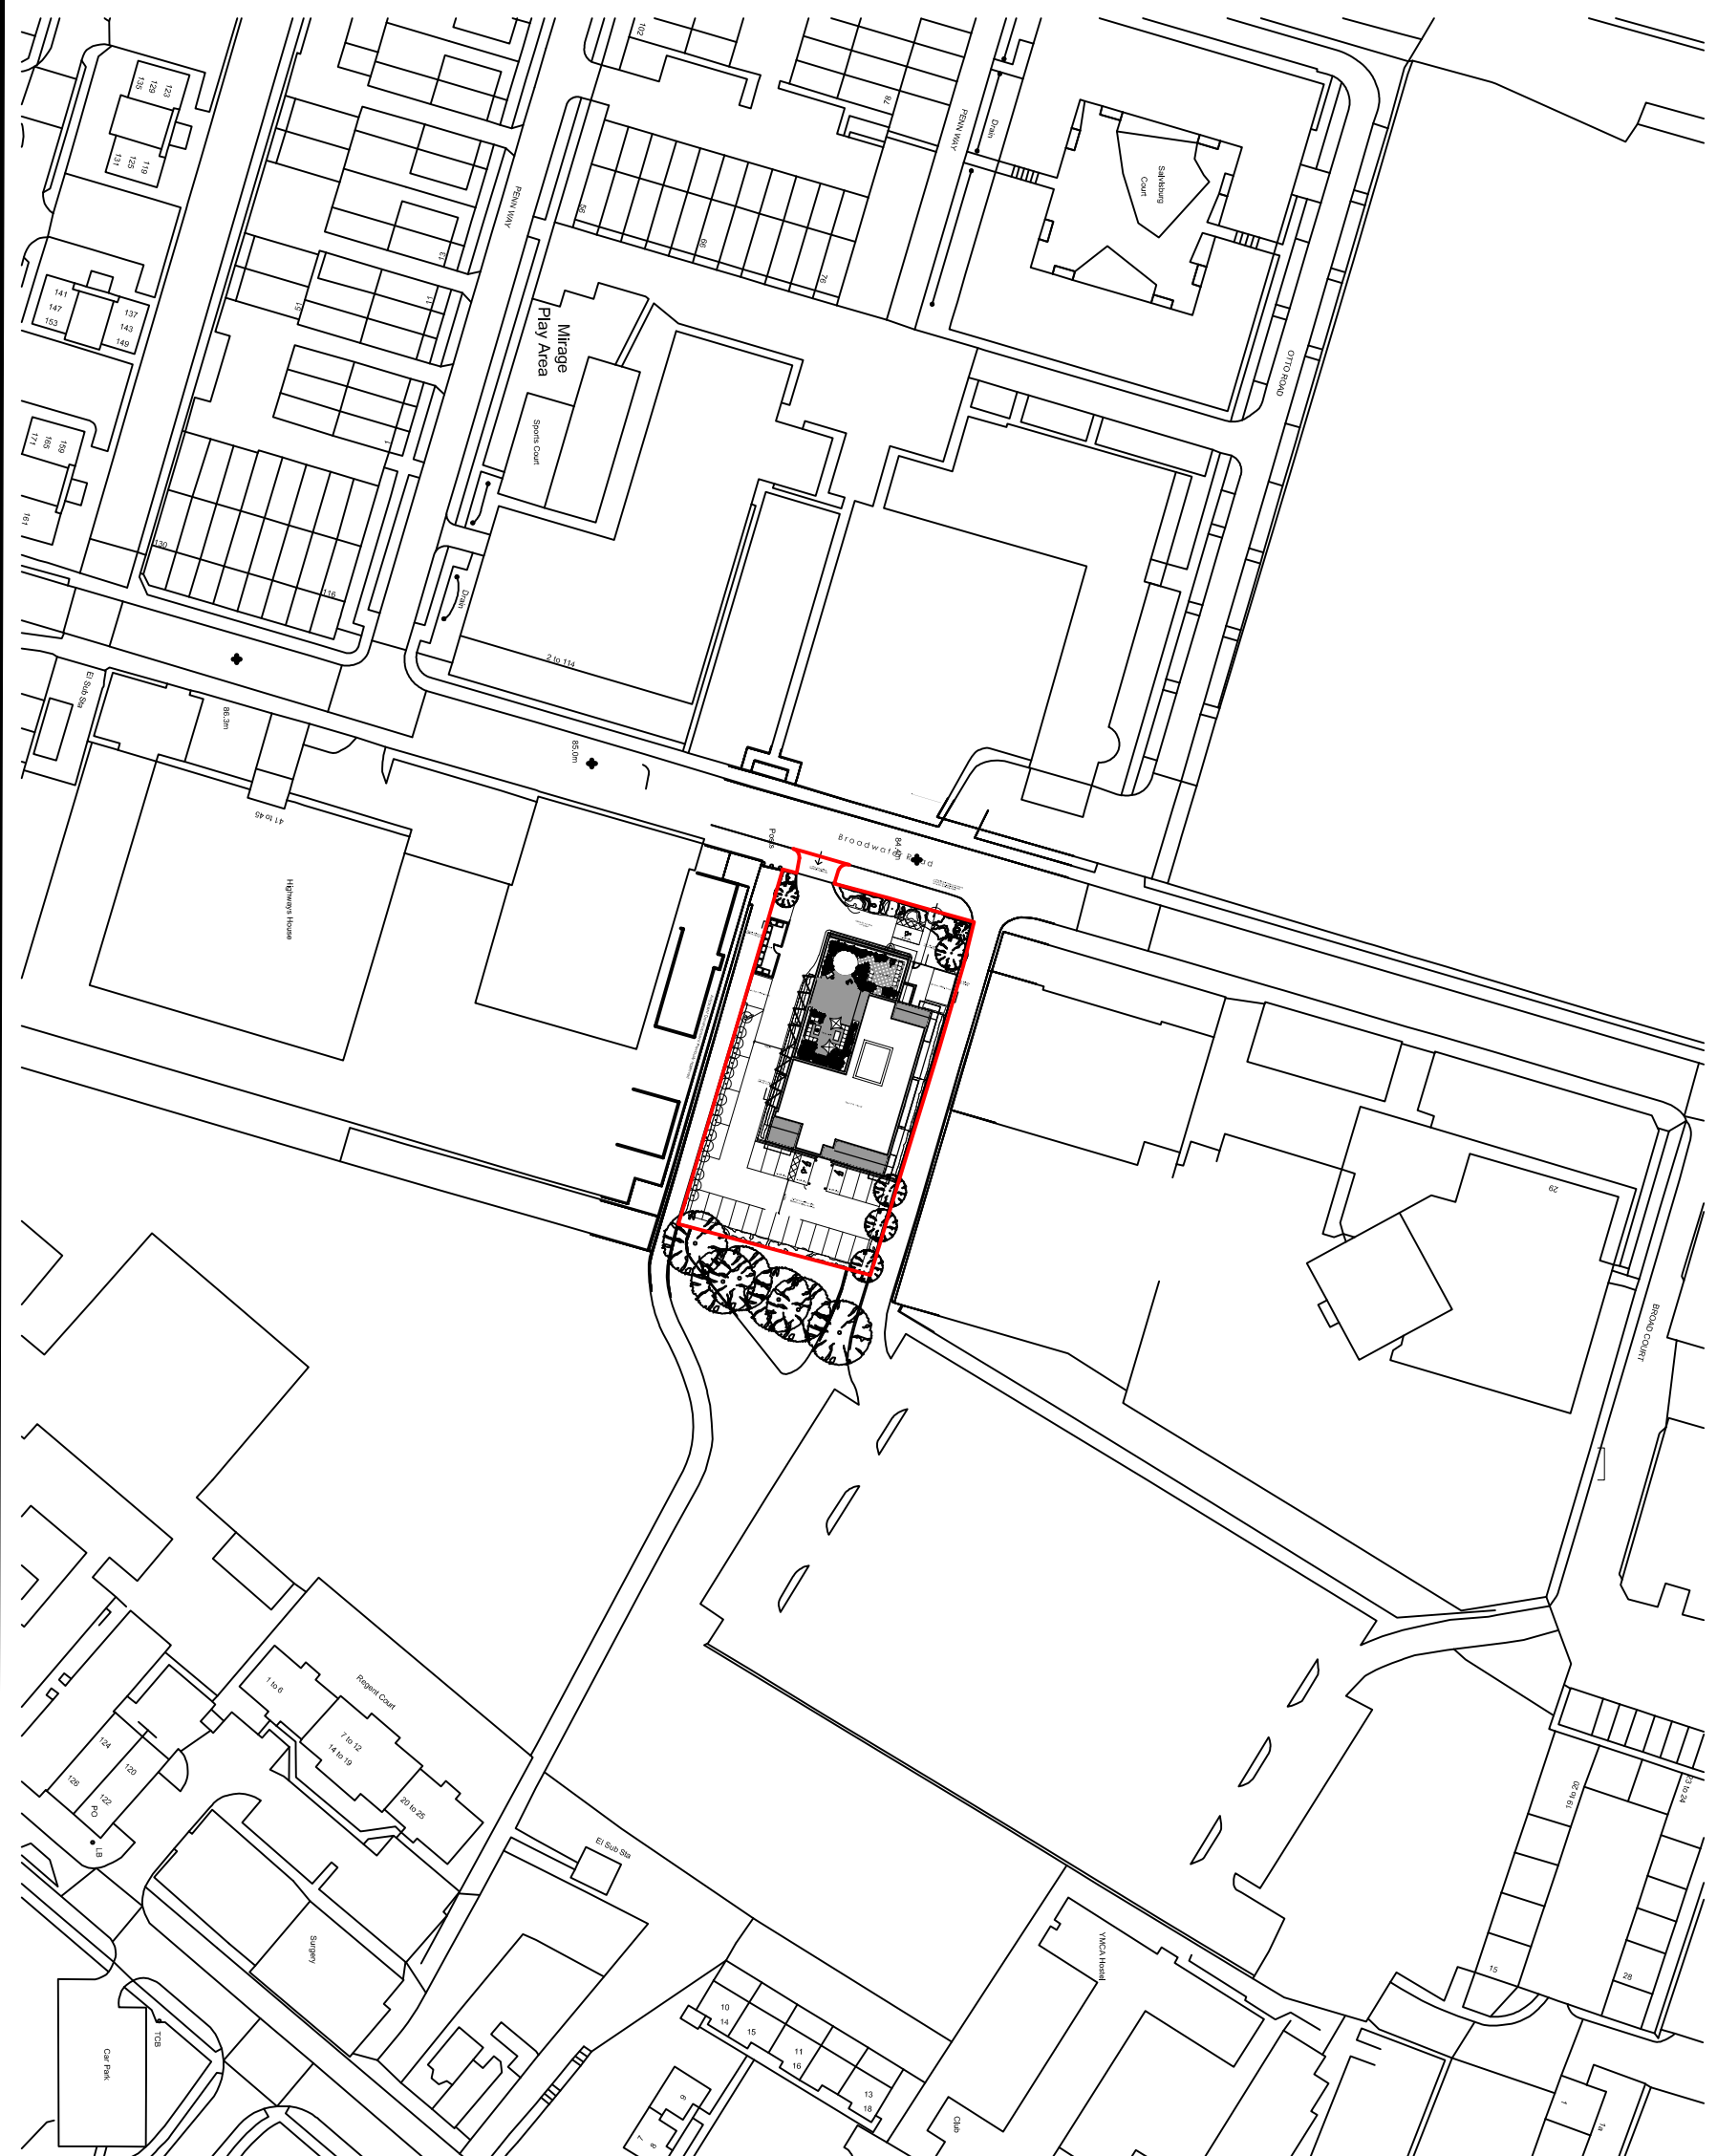 102
78
PENN WAY
Drain
123
129
135
119
125
131
Salvisburg
Court
PENN WAY
56
66
76
13
11
51
141
147
153
137
143
149
Mirage
Play Area
OTTO ROAD
Sports Court
1
159
165
171
161
130
116
Drain
2 to 114
El Sub Sta
86.3m
85.0m
41 to 45
Posts
Broadwater Road
Highways House
29
BROAD COURT
Regent Court
1 to 6
7 to 12
14 to 19
20 to 25
124
120
126
122
PO
LB
El Sub Sta
19 to 20
23 to 24
Surgery
YMCA Hostel
15
28
10
14
15
11
16
13
18
TCB
Car Park
9
7
8
Club
1
1a